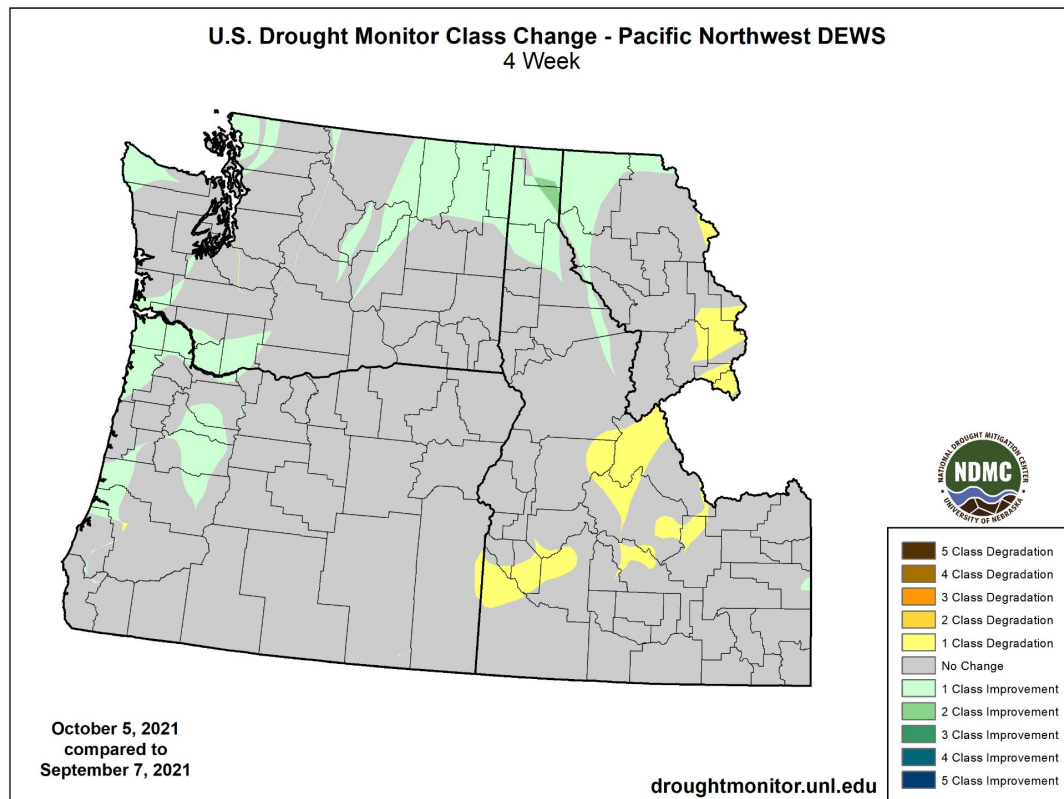 U.S. Drought Monitor Class Change - Pacific Northwest DEWS
4 Week
NATIONAL DROUGHT MITIGATION CENTER
NDMC
UNIVERSITY OF NEBRASKA
5 Class Degradation
4 Class Degradation
3 Class Degradation
2 Class Degradation
1 Class Degradation
No Change
1 Class Improvement
2 Class Improvement
3 Class Improvement
4 Class Improvement
5 Class Improvement
October 5, 2021
compared to
September 7, 2021
droughtmonitor.unl.edu